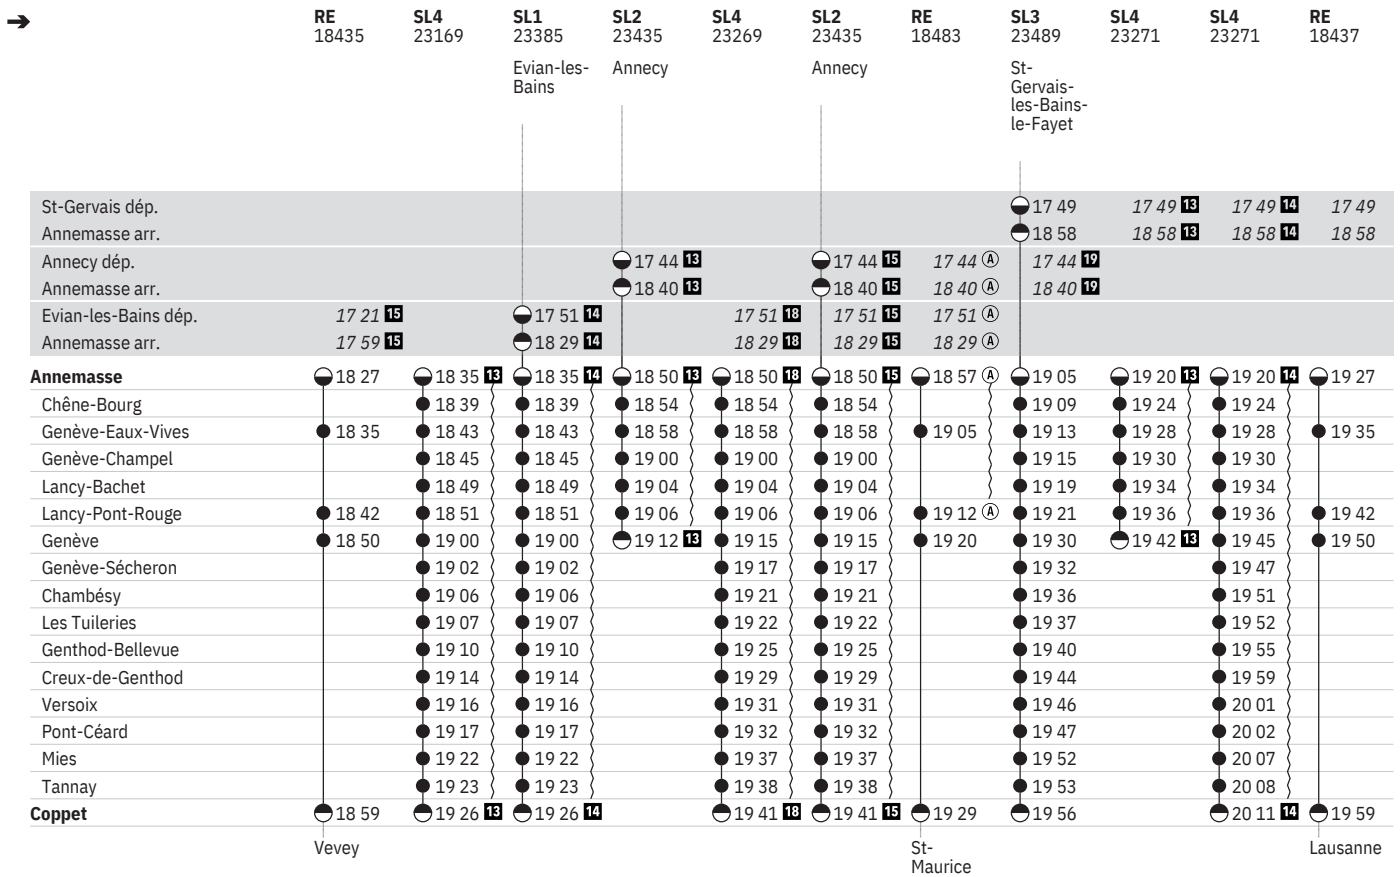 ➔ RE SL4 SL1 SL2 SL4 SL2 RE SL3 SL4 SL4 RE
18435 23169 23385 23435 23269 23435 18483 23489 23271 23271 18437
Evian-les- Annecy Annecy St-
Bains Gervais-
les-Bains-
le-Fayet
St-Gervais dép. 17 49 17 49 13 17 49 14 17 49
Annemasse arr. 18 58 18 58 13 18 58 14 18 58
Annecy dép. 17 44 13 17 44 15 17 44 Ⓐ 17 44 19
Annemasse arr. 18 40 13 18 40 15 18 40 Ⓐ 18 40 19
Evian-les-Bains dép. 17 21 15 17 51 14 17 51 18 17 51 15 17 51 Ⓐ
Annemasse arr. 17 59 15 18 29 14 18 29 18 18 29 15 18 29 Ⓐ
Annemasse 18 27 18 35 13 18 35 14 18 50 13 18 50 18 18 50 15 18 57 Ⓐ 19 05 19 20 13 19 20 14 19 27
Chêne-Bourg 18 39 18 39 18 54 18 54 18 54 19 09 19 24 19 24
Genève-Eaux-Vives 18 35 18 43 18 43 18 58 18 58 18 58 19 05 19 13 19 28 19 28 19 35
Genève-Champel 18 45 18 45 19 00 19 00 19 00 19 15 19 30 19 30
Lancy-Bachet 18 49 18 49 19 04 19 04 19 04 19 19 19 34 19 34
Lancy-Pont-Rouge 18 42 18 51 18 51 19 06 19 06 19 06 19 12 Ⓐ 19 21 19 36 19 36 19 42
Genève 18 50 19 00 19 00 19 12 13 19 15 19 15 19 20 19 30 19 42 13 19 45 19 50
Genève-Sécheron 19 02 19 02 19 17 19 17 19 32 19 47
Chambésy 19 06 19 06 19 21 19 21 19 36 19 51
Les Tuileries 19 07 19 07 19 22 19 22 19 37 19 52
Genthod-Bellevue 19 10 19 10 19 25 19 25 19 40 19 55
Creux-de-Genthod 19 14 19 14 19 29 19 29 19 44 19 59
Versoix 19 16 19 16 19 31 19 31 19 46 20 01
Pont-Céard 19 17 19 17 19 32 19 32 19 47 20 02
Mies 19 22 19 22 19 37 19 37 19 52 20 07
Tannay 19 23 19 23 19 38 19 38 19 53 20 08
Coppet 18 59 19 26 13 19 26 14 19 41 18 19 41 15 19 29 19 56 20 11 14 19 59
Vevey St- Lausanne
Maurice